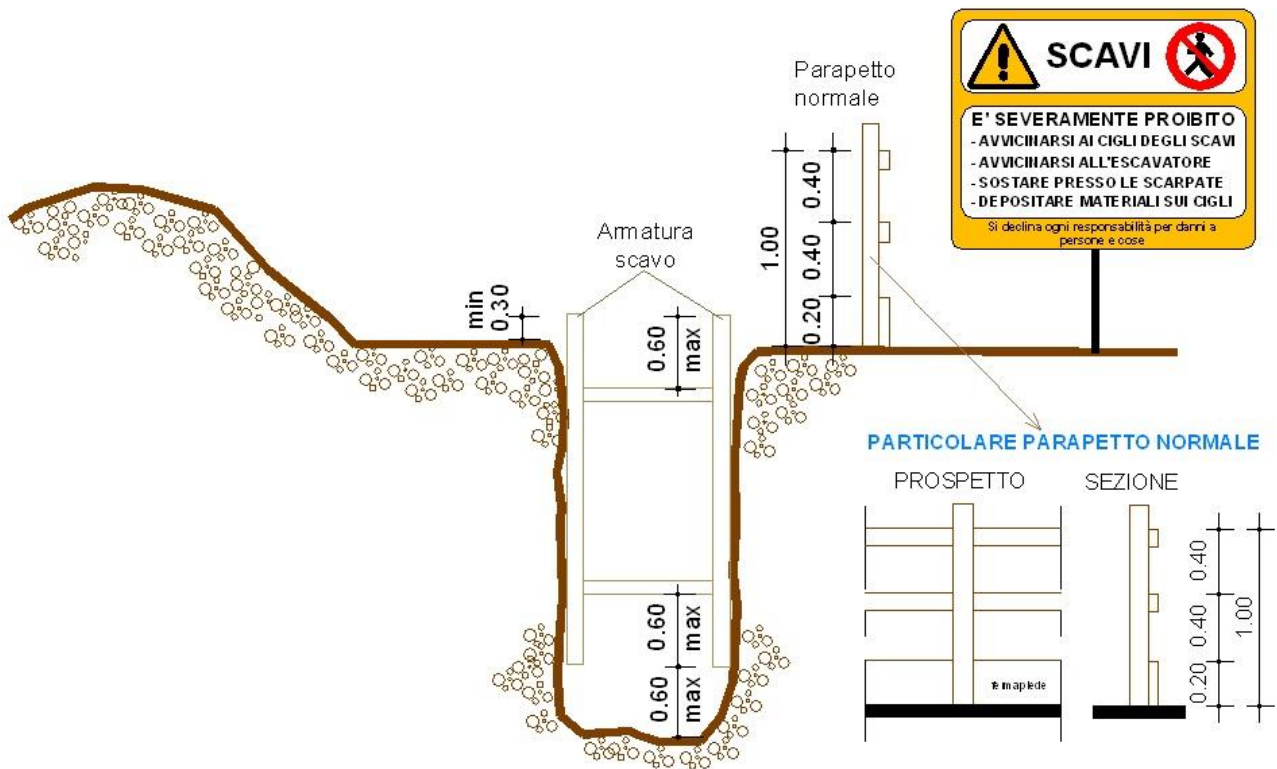 SCAVI
E' SEVERAMENTE PROIBITO
- AVVICINARSI AI CIGLI DEGLI SCAVI
- AVVICINARSI ALL'ESCAVATORE
- SOSTARE PRESSO LE SCARPATE
- DEPOSITARE MATERIALI SUI CIGLI
Si declina ogni responsabilità per danni a
persone e cose
Parapetto
normale
1.00
0.40
0.40
0.20
Armatura
scavo
min
0.30
0.60
max
0.60
max
0.60
max
PARTICOLARE PARAPETTO NORMALE
PROSPETTO
SEZIONE
fermapiede
0.40
0.40
0.20
1.00